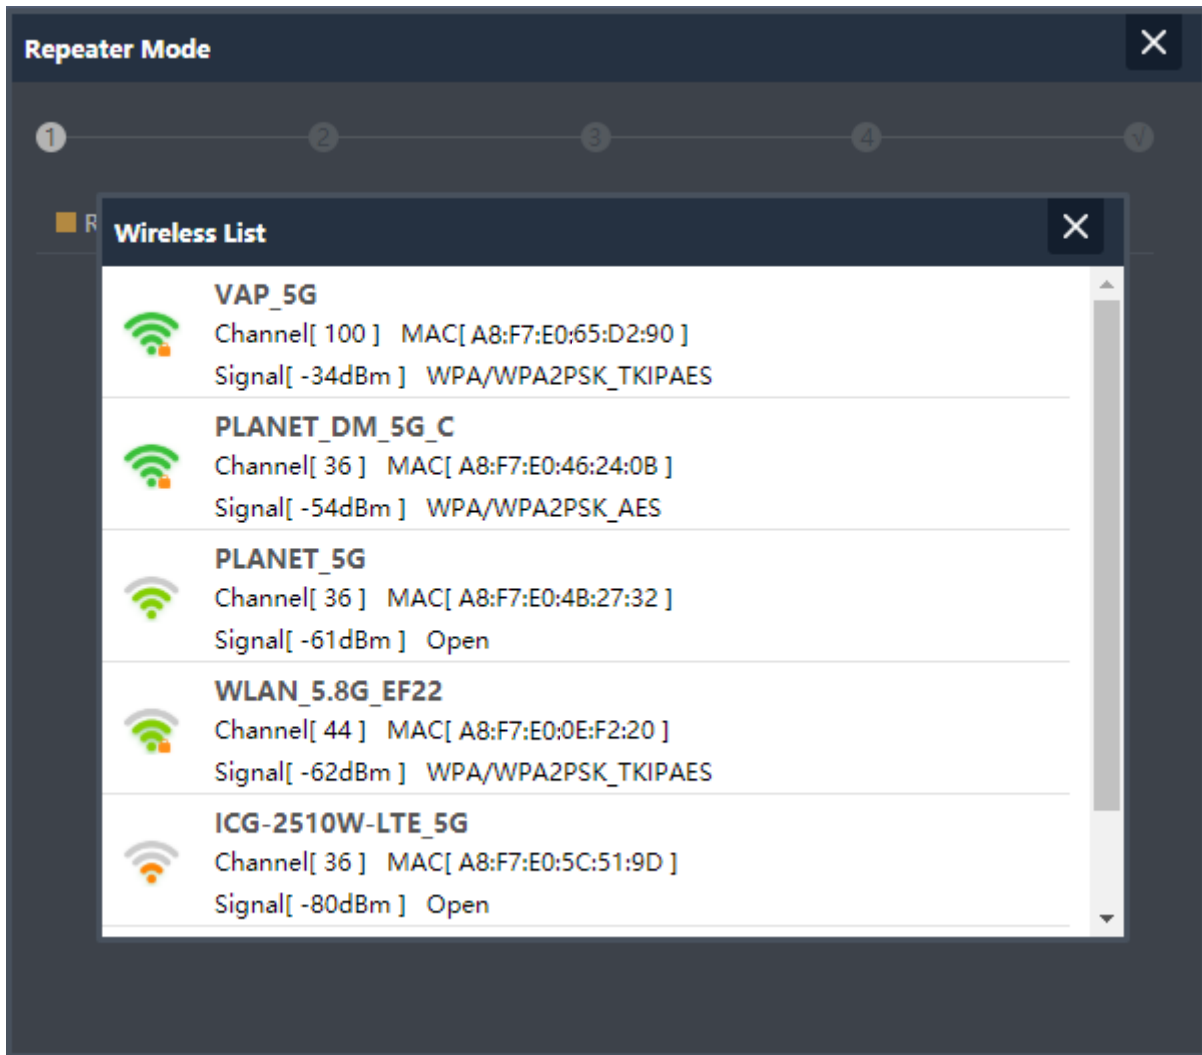 Repeater Mode
1 2 3 4 √
R
Wireless List
VAP_5G
Channel[ 100 ] MAC[ A8:F7:E0:65:D2:90 ]
Signal[ -34dBm ] WPA/WPA2PSK_TKIPAES
PLANET_DM_5G_C
Channel[ 36 ] MAC[ A8:F7:E0:46:24:0B ]
Signal[ -54dBm ] WPA/WPA2PSK_AES
PLANET_5G
Channel[ 36 ] MAC[ A8:F7:E0:4B:27:32 ]
Signal[ -61dBm ] Open
WLAN_5.8G_EF22
Channel[ 44 ] MAC[ A8:F7:E0:0E:F2:20 ]
Signal[ -62dBm ] WPA/WPA2PSK_TKIPAES
ICG-2510W-LTE_5G
Channel[ 36 ] MAC[ A8:F7:E0:5C:51:9D ]
Signal[ -80dBm ] Open